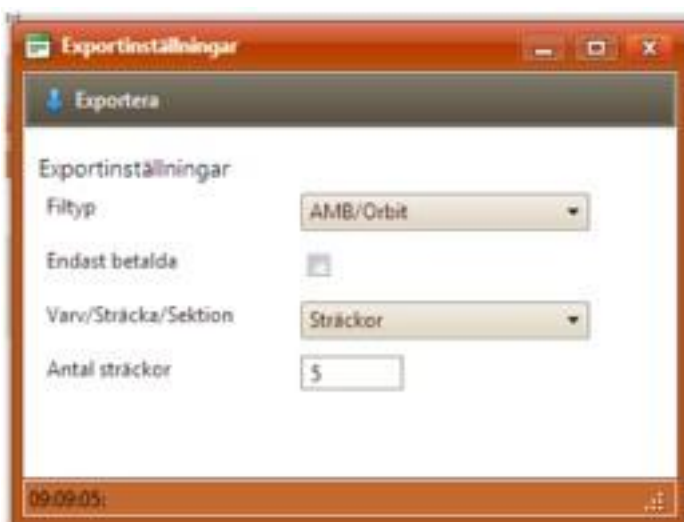 Exportinställningar
Exportera
Exportinställningar
Filtyp AMB/Orbit
Endast betalda
Varv/Sträcka/Sektion Sträckor
Antal sträckor 5
09:09:05: